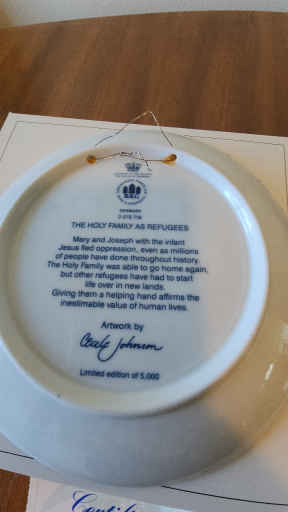 DENMARK
THE HOLY FAMILY AS REFUGEES
Mary and Joseph with the infant
Jesus fled oppression, even as millions
of people have done throughout history.
The Holy Family was able to go home again,
but other refugees have had to start
life over in new lands.
Giving them a helping hand affirms the
inestimable value of human lives.
Artwork by
Johnson
Limited edition of 5,000